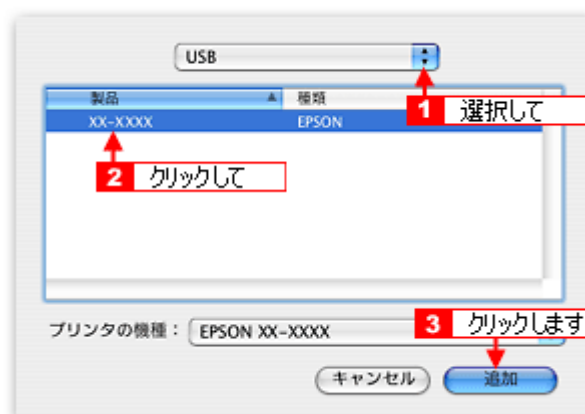 USB
製品 種類
1 選択して
XX-XXXX EPSON
2 クリックして
プリンタの機種： EPSON XX-XXXX
3 クリックします
キャンセル 追加